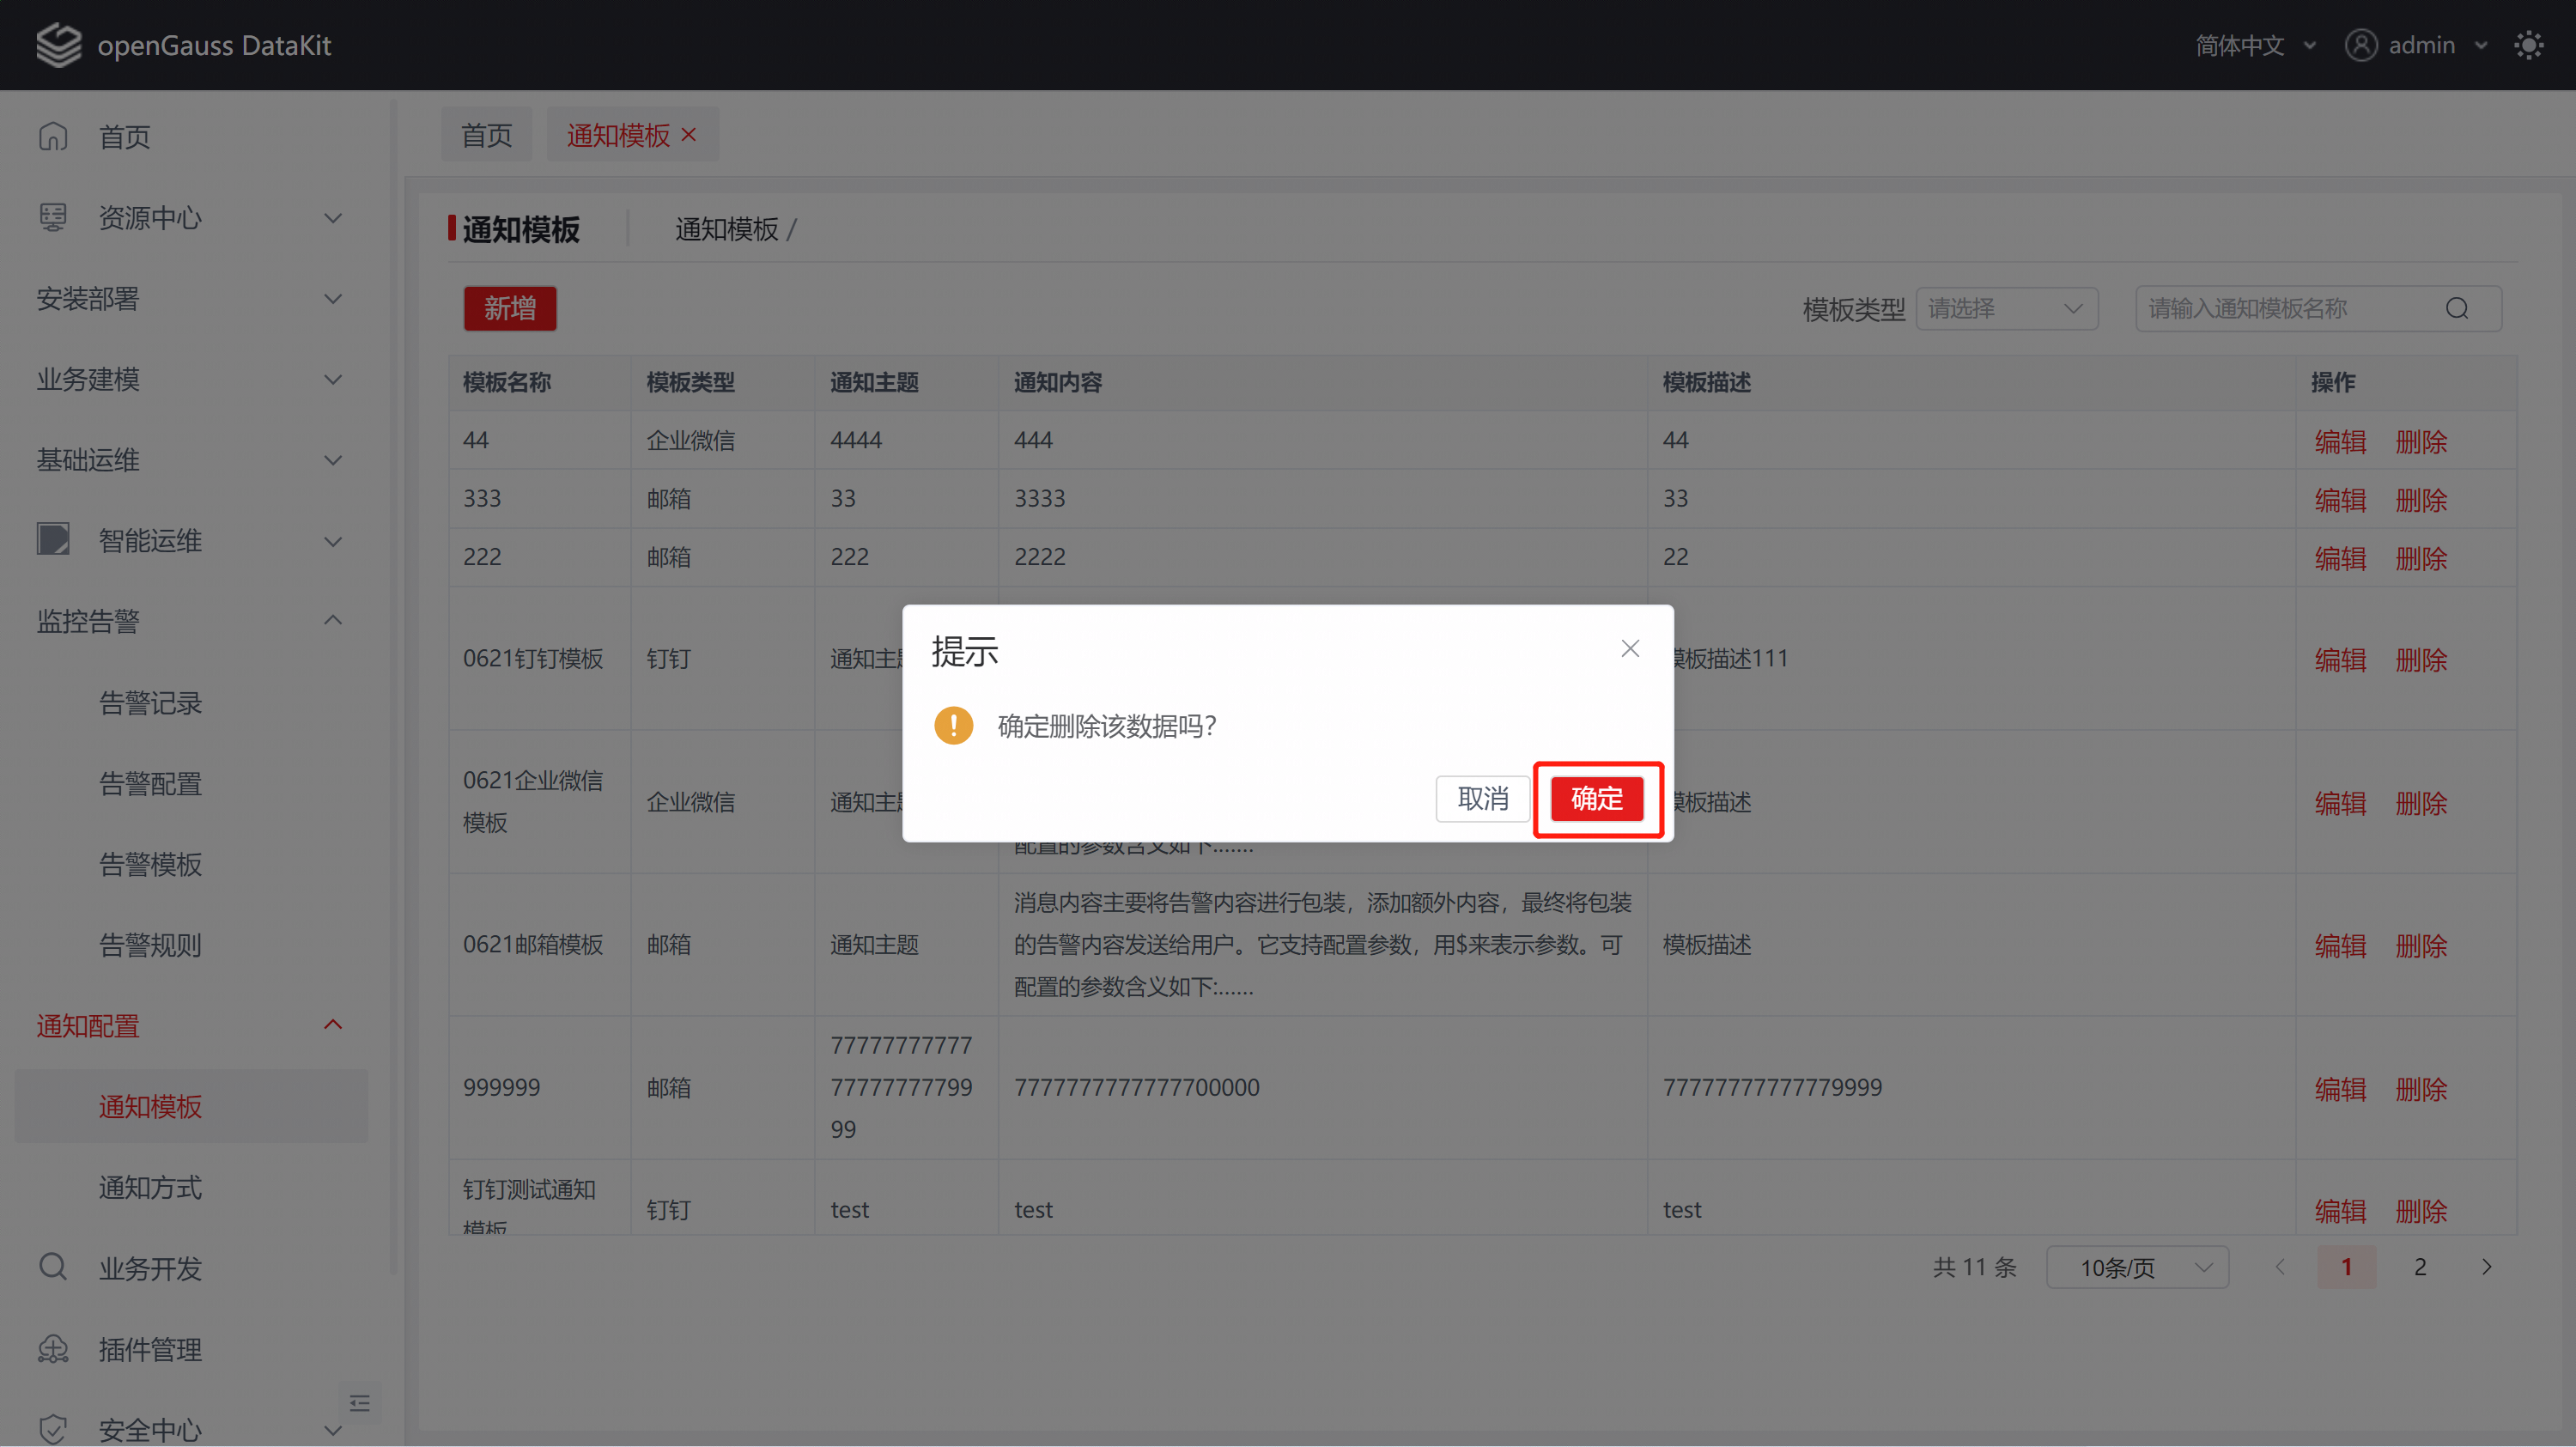 openGauss DataKit
简体中文
admin
首页
资源中心
安装部署
业务建模
基础运维
智能运维
监控告警
告警记录
告警配置
告警模板
告警规则
通知配置
通知模板
通知方式
业务开发
插件管理
安全中心
首页 通知模板
通知模板 通知模板 /
新增 模板类型 请选择 请输入通知模板名称
模板名称 模板类型 通知主题 通知内容 模板描述 操作
44 企业微信 4444 444 44 编辑 删除
333 邮箱 33 3333 33 编辑 删除
222 邮箱 222 2222 22 编辑 删除
0621钉钉模板 钉钉 通知主 模板描述111 编辑 删除
0621企业微信
模板
企业微信 通知主 模板描述 编辑 删除
配置的参数含义如下.......
提示
确定删除该数据吗?
取消 确定
0621邮箱模板 邮箱 通知主题
消息内容主要将告警内容进行包装，添加额外内容，最终将包装
的告警内容发送给用户。它支持配置参数，用$来表示参数。可
配置的参数含义如下:......
模板描述 编辑 删除
999999 邮箱
77777777777
77777777799
99
7777777777777700000 77777777777779999 编辑 删除
钉钉测试通知
模板
钉钉 test test test 编辑 删除
共 11 条 10条/页 1 2